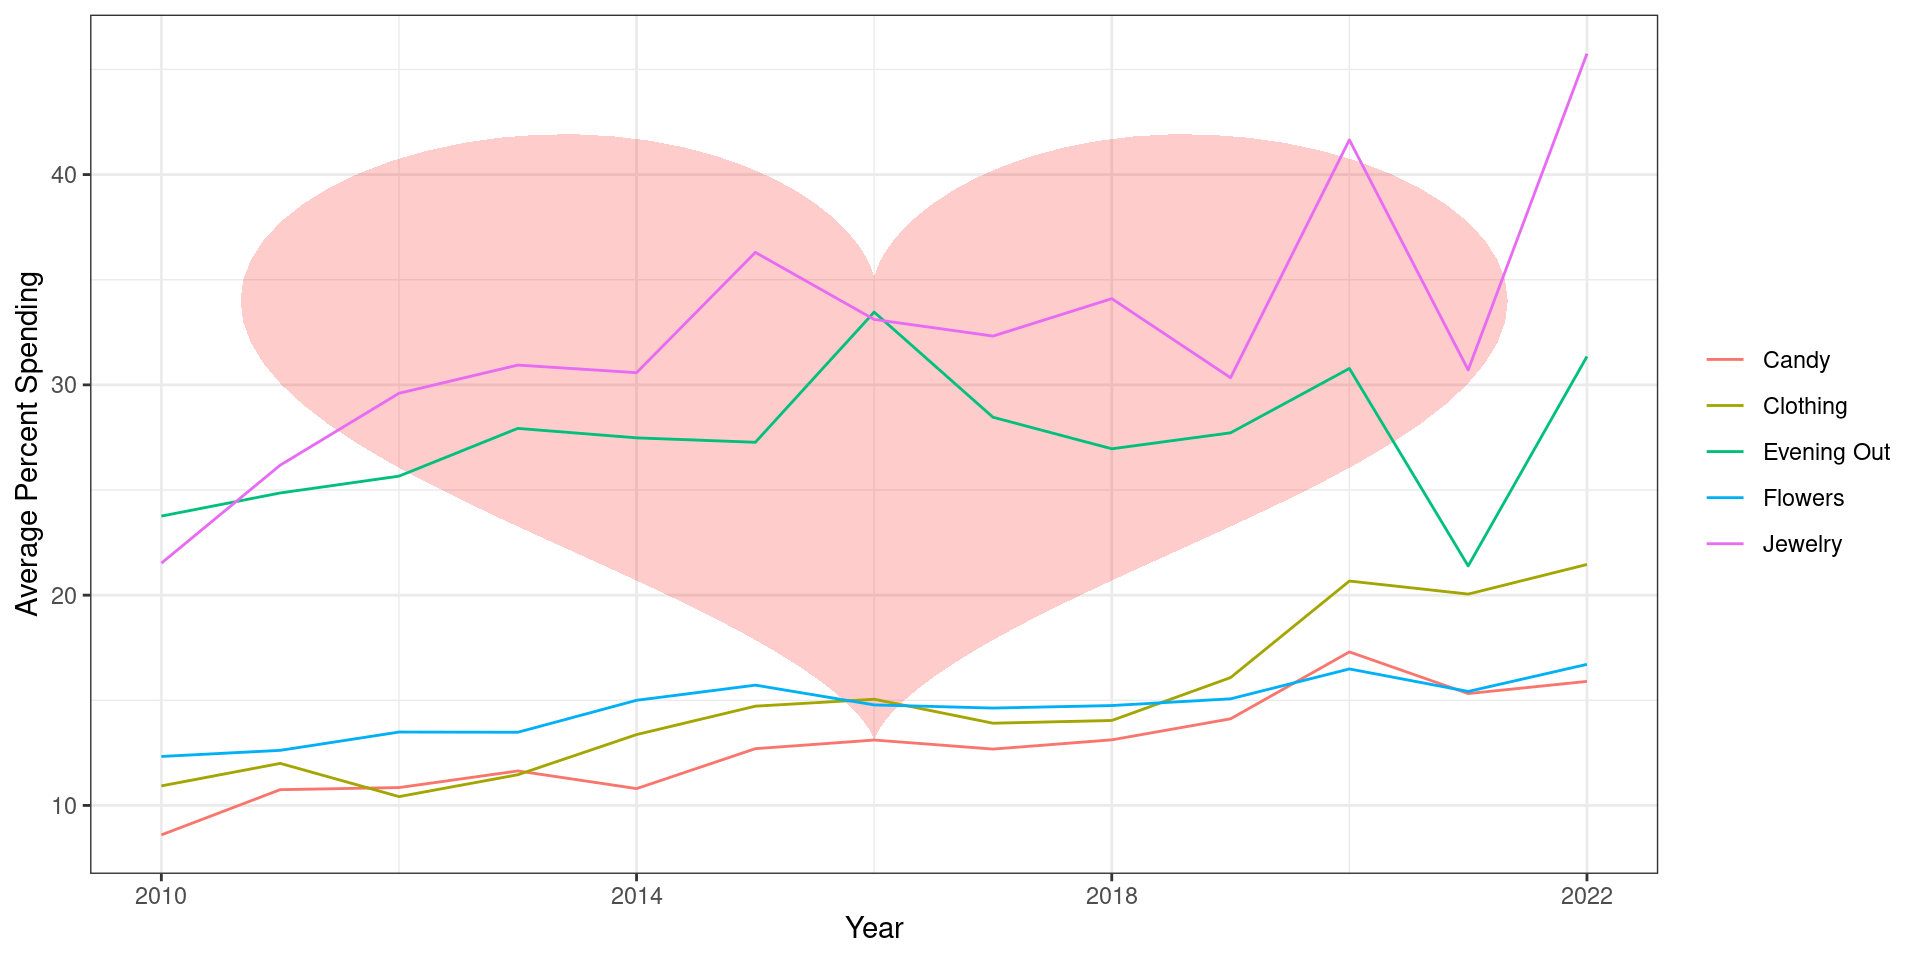 Average Percent Spending
40
30
20
10
2010 2014 2018 2022
Year
Candy
Clothing
Evening Out
Flowers
Jewelry